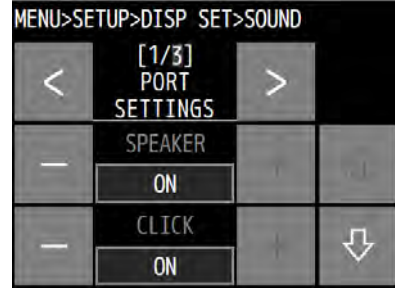 MENU>SETUP>DISP SET>SOUND
< [1/3] >
PORT
SETTINGS
SPEAKER
− ON +
CLICK
− ON +